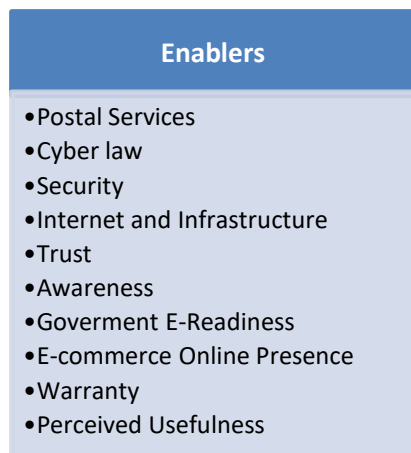 Enablers
•Postal Services
•Cyber law
•Security
•Internet and Infrastructure
•Trust
•Awareness
•Goverment E-Readiness
•E-commerce Online Presence
•Warranty
•Perceived Usefulness